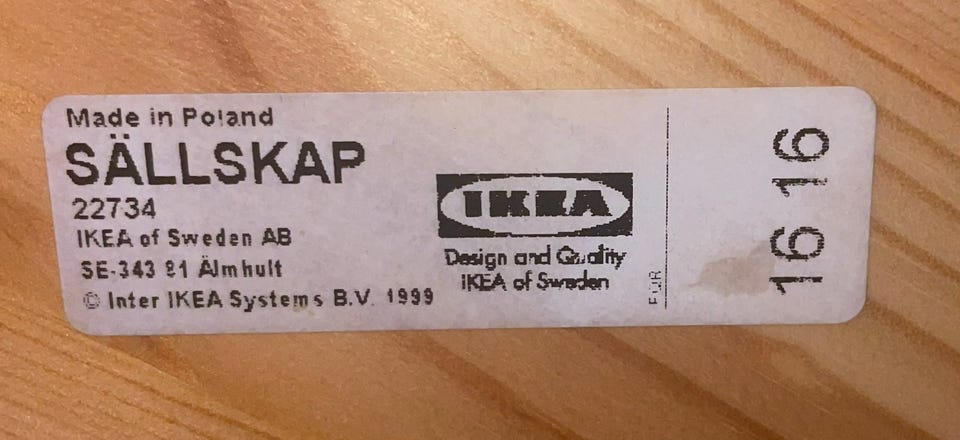 Made in Poland
SÄLLSKAP
22734
IKEA of Sweden AB
SE-343 81 Älmhult
© Inter IKEA Systems B.V. 1999
IKEA
Design and Quality
IKEA of Sweden
FUR
16 16